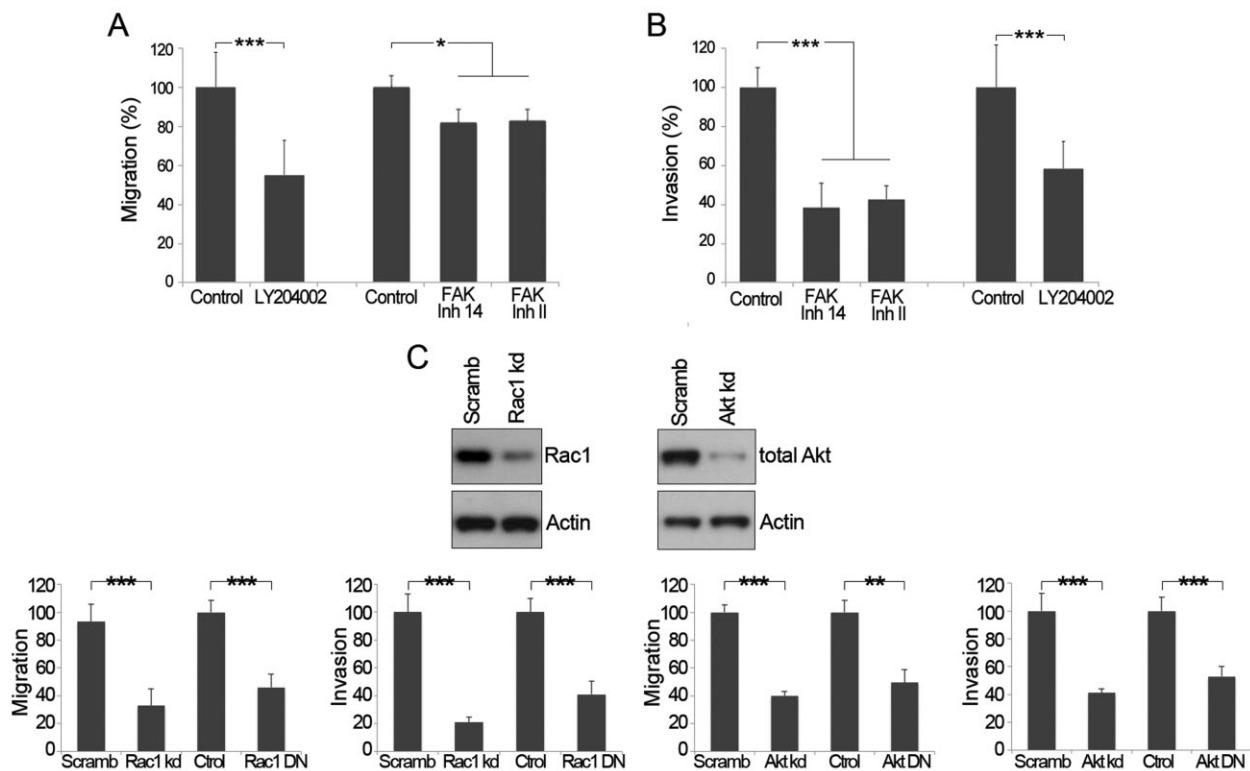 A
*** *
Migration (%)
120
100
80
60
40
20
0
Control LY204002 Control FAK Inh 14 FAK Inh II
B
*** ***
Invasion (%)
120
100
80
60
40
20
0
Control FAK Inh 14 FAK Inh II Control LY204002
C
Scramb Rac1 kd
Rac1
Actin
Scramb Akt kd
total Akt
Actin
*** ***
Migration
120
100
80
60
40
20
0
Scramb Rac1 kd Ctrol Rac1 DN
*** ***
Invasion
120
100
80
60
40
20
0
Scramb Rac1 kd Ctrol Rac1 DN
*** **
Migration
120
100
80
60
40
20
0
Scramb Akt kd Ctrol Akt DN
*** ***
Invasion
120
100
80
60
40
20
0
Scramb Akt kd Ctrol Akt DN